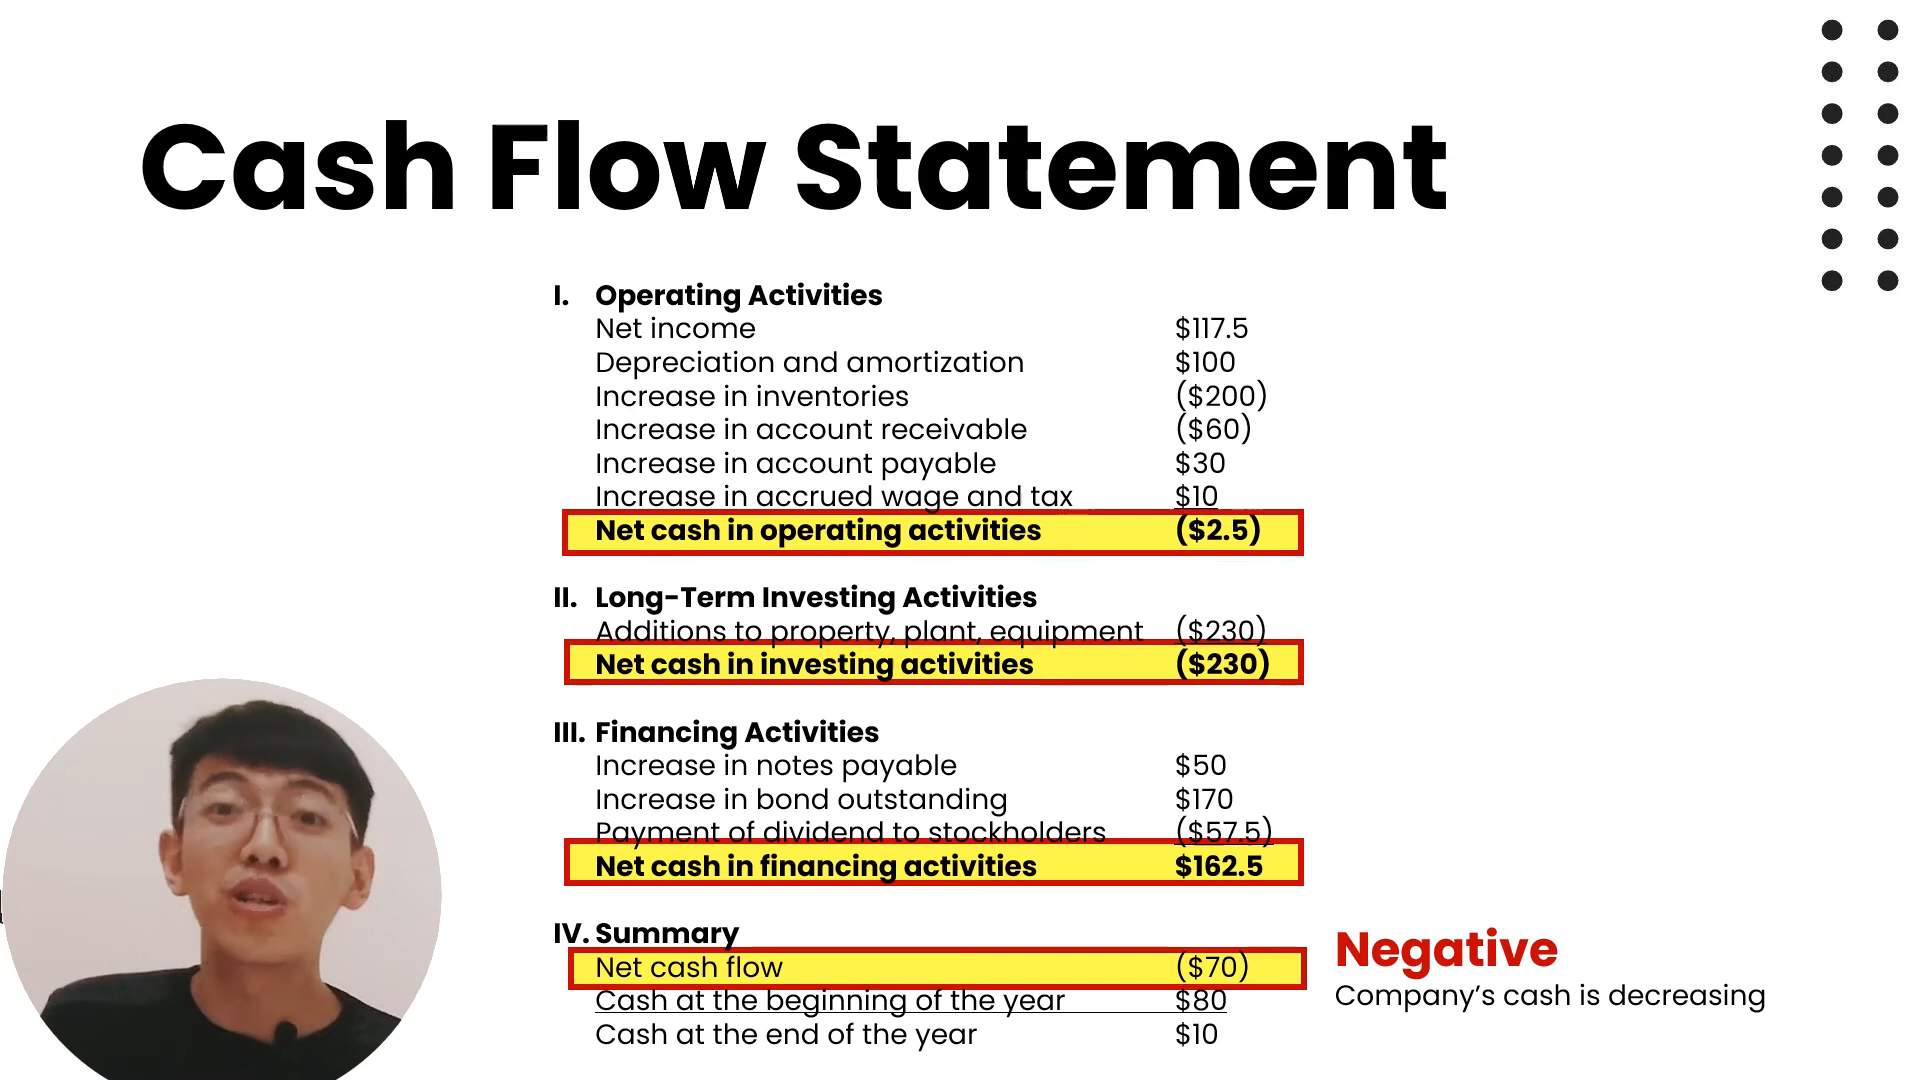 Cash Flow Statement
I. Operating Activities
Net income $117.5
Depreciation and amortization $100
Increase in inventories ($200)
Increase in account receivable ($60)
Increase in account payable $30
Increase in accrued wage and tax $10
Net cash in operating activities ($2.5)
II. Long-Term Investing Activities
Additions to property, plant, equipment ($230)
Net cash in investing activities ($230)
III. Financing Activities
Increase in notes payable $50
Increase in bond outstanding $170
Payment of dividend to stockholders ($57.5)
Net cash in financing activities $162.5
IV. Summary
Net cash flow ($70)
Cash at the beginning of the year $80
Cash at the end of the year $10
Negative
Company’s cash is decreasing